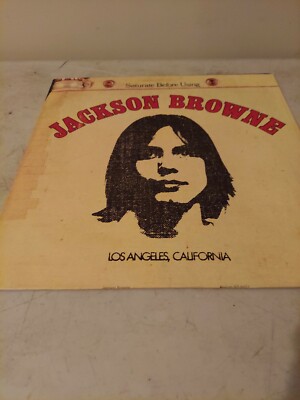 Saturate Before Using
JACKSON BROWNE
LOS ANGELES, CALIFORNIA